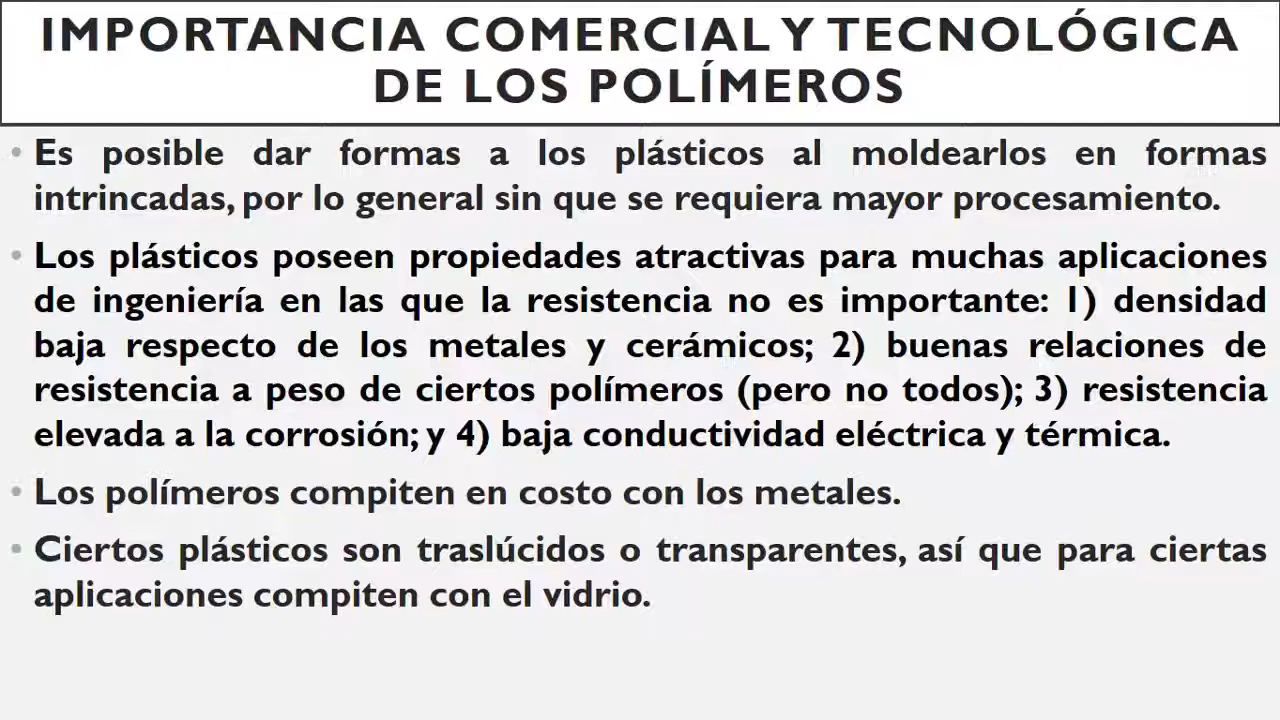 IMPORTANCIA COMERCIAL Y TECNOLÓGICA
DE LOS POLÍMEROS
• Es posible dar formas a los plásticos al moldearlos en formas
intrincadas, por lo general sin que se requiera mayor procesamiento.
• Los plásticos poseen propiedades atractivas para muchas aplicaciones
de ingeniería en las que la resistencia no es importante: 1) densidad
baja respecto de los metales y cerámicos; 2) buenas relaciones de
resistencia a peso de ciertos polímeros (pero no todos); 3) resistencia
elevada a la corrosión; y 4) baja conductividad eléctrica y térmica.
• Los polímeros compiten en costo con los metales.
• Ciertos plásticos son traslúcidos o transparentes, así que para ciertas
aplicaciones compiten con el vidrio.